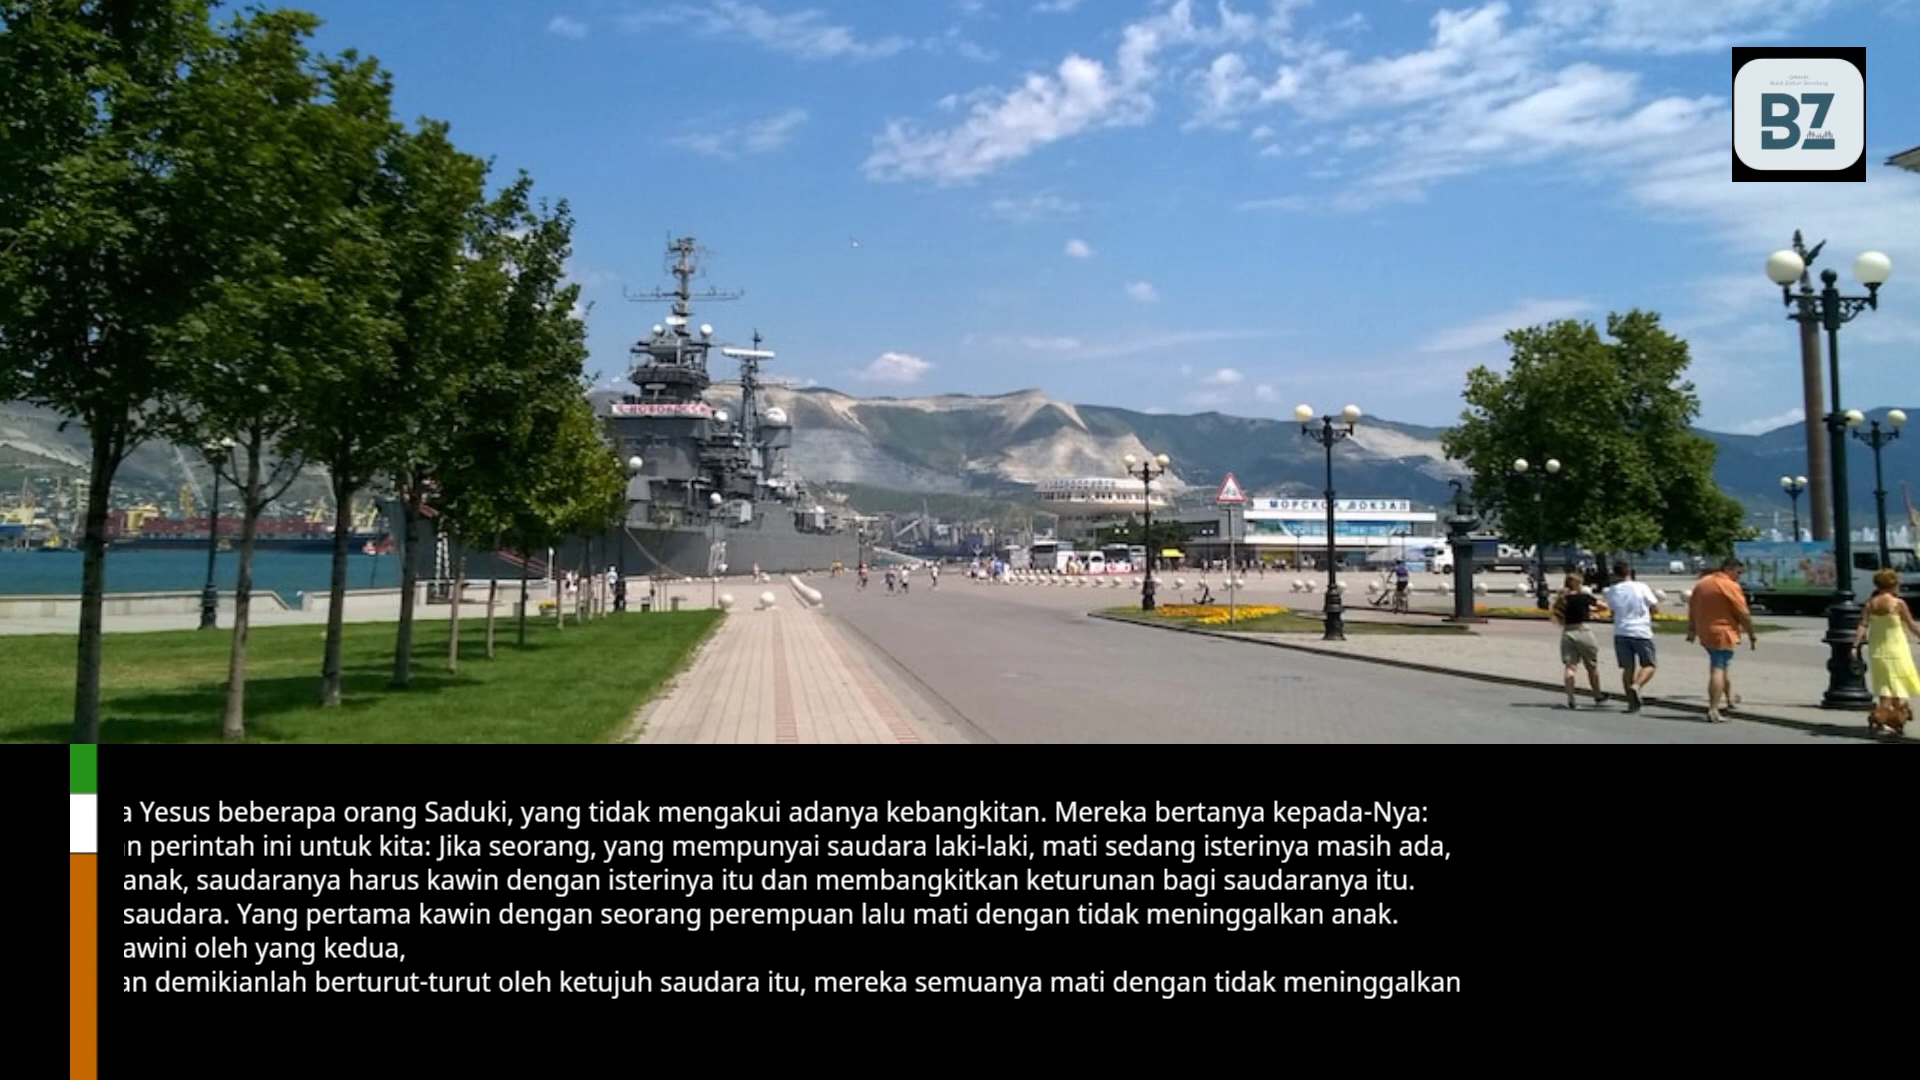 BZ
МОРСКОЙ ВОКЗАЛ
a Yesus beberapa orang Saduki, yang tidak mengakui adanya kebangkitan. Mereka bertanya kepada-Nya:
n perintah ini untuk kita: Jika seorang, yang mempunyai saudara laki-laki, mati sedang isterinya masih ada,
anak, saudaranya harus kawin dengan isterinya itu dan membangkitkan keturunan bagi saudaranya itu.
saudara. Yang pertama kawin dengan seorang perempuan lalu mati dengan tidak meninggalkan anak.
awini oleh yang kedua,
an demikianlah berturut-turut oleh ketujuh saudara itu, mereka semuanya mati dengan tidak meninggalkan